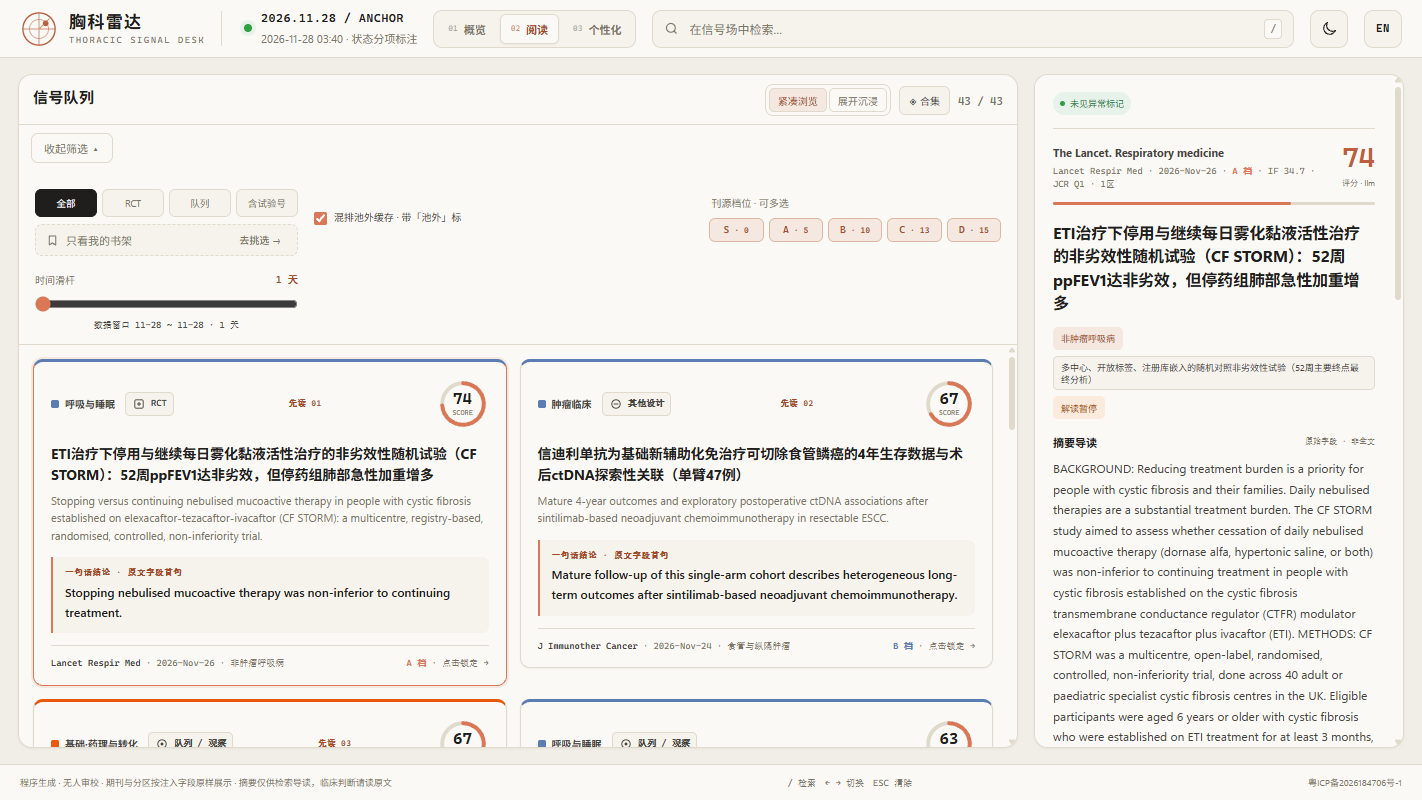 胸科雷达
THORACIC SIGNAL DESK
2026.11.28 / ANCHOR
2026-11-28 03:40 · 状态分项标注
01 概览
02 阅读
03 个性化
在信号场中检索...
/
EN
信号队列
紧凑浏览
展开沉浸
合集
43 / 43
收起筛选 ▴
全部
RCT
队列
含试验号
只看我的书架
去挑选 →
混排池外缓存 · 带「池外」标
刊源档位 · 可多选
S · 0
A · 5
B · 10
C · 13
D · 15
时间滑杆
1 天
数据窗口 11-28 ~ 11-28 · 1 天
呼吸与睡眠
RCT
先读 01
74
SCORE
ETI治疗下停用与继续每日雾化黏液活性治疗的非劣效性随机试验（CF
STORM）：52周ppFEV1达非劣效，但停药组肺部急性加重增多
Stopping versus continuing nebulised mucoactive therapy in people with cystic fibrosis
established on elexacaftor-tezacaftor-ivacaftor (CF STORM): a multicentre, registry-based,
randomised, controlled, non-inferiority trial.
一句话结论 · 原文字段首句
Stopping nebulised mucoactive therapy was non-inferior to continuing
treatment.
Lancet Respir Med · 2026-Nov-26 · 非肿瘤呼吸病
A 档 · 点击锁定 →
肿瘤临床
其他设计
先读 02
67
SCORE
信迪利单抗为基础新辅助化免治疗可切除食管鳞癌的4年生存数据与术
后ctDNA探索性关联（单臂47例）
Mature 4-year outcomes and exploratory postoperative ctDNA associations after
sintilimab-based neoadjuvant chemoimmunotherapy in resectable ESCC.
一句话结论 · 原文字段首句
Mature follow-up of this single-arm cohort describes heterogeneous long-
term outcomes after sintilimab-based neoadjuvant chemoimmunotherapy.
J Immunother Cancer · 2026-Nov-24 · 食管与纵隔肿瘤
B 档 · 点击锁定 →
基础·药理与转化
队列 / 观察
先读 03
67
呼吸与睡眠
队列 / 观察
63
未见异常标记
The Lancet. Respiratory medicine
Lancet Respir Med · 2026-Nov-26 · A 档 · IF 34.7 ·
JCR Q1 · 1区
74
评分 · llm
ETI治疗下停用与继续每日雾化黏液活性治疗
的非劣效性随机试验（CF STORM）：52周
ppFEV1达非劣效，但停药组肺部急性加重增
多
非肿瘤呼吸病
多中心、开放标签、注册库嵌入的随机对照非劣效性试验（52周主要终点最
终分析）
解读暂停
摘要导读
原始字段 · 非全文
BACKGROUND: Reducing treatment burden is a priority for
people with cystic fibrosis and their families. Daily nebulised
therapies are a substantial treatment burden. The CF STORM
study aimed to assess whether cessation of daily nebulised
mucoactive therapy (dornase alfa, hypertonic saline, or both)
was non-inferior to continuing treatment in people with
cystic fibrosis established on the cystic fibrosis
transmembrane conductance regulator (CTFR) modulator
elexacaftor plus tezacaftor plus ivacaftor (ETI). METHODS: CF
STORM was a multicentre, open-label, randomised,
controlled, non-inferiority trial, done across 40 adult or
paediatric specialist cystic fibrosis centres in the UK. Eligible
participants were aged 6 years or older with cystic fibrosis
who were established on ETI treatment for at least 3 months,
程序生成 · 无人审校 · 期刊与分区按注入字段原样展示 · 摘要仅供检索导读，临床判断请读原文
/ 检索 ← → 切换 ESC 清除
粤ICP备2026184706号-1